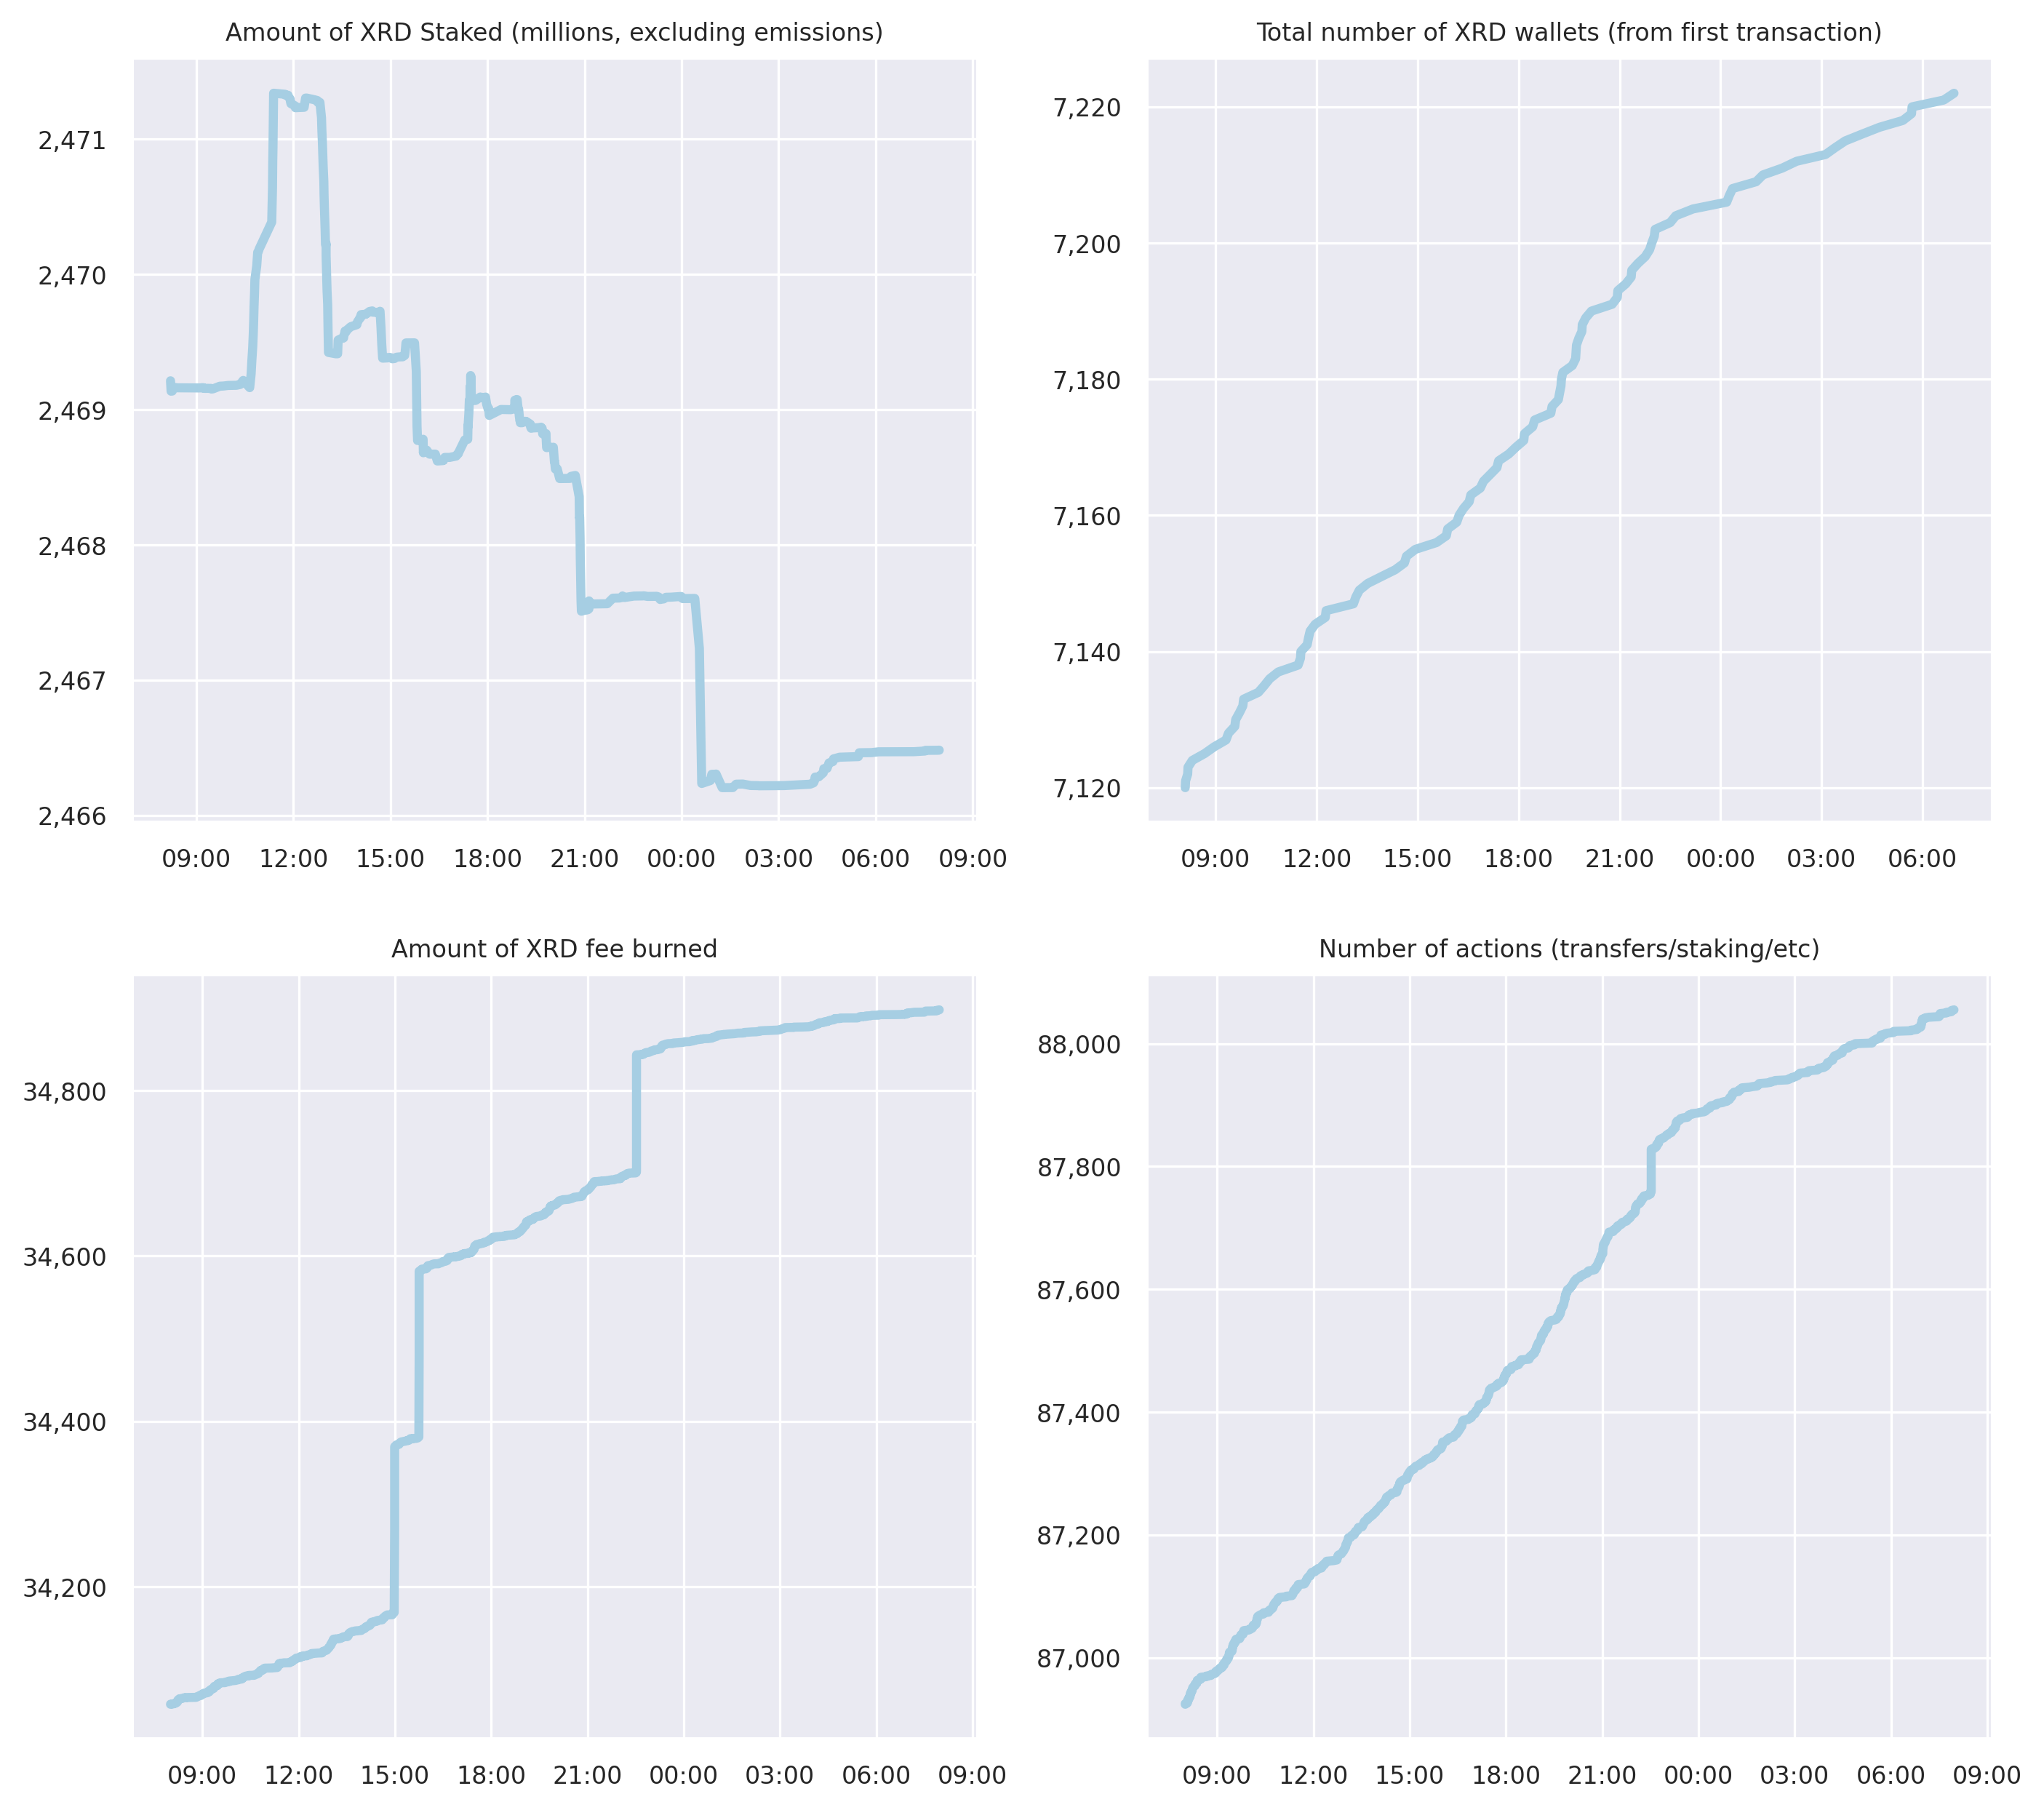 Amount of XRD Staked (millions, excluding emissions)
2,471
2,470
2,469
2,468
2,467
2,466
09:00 12:00 15:00 18:00 21:00 00:00 03:00 06:00 09:00
Total number of XRD wallets (from first transaction)
7,220
7,200
7,180
7,160
7,140
7,120
09:00 12:00 15:00 18:00 21:00 00:00 03:00 06:00
Amount of XRD fee burned
34,800
34,600
34,400
34,200
09:00 12:00 15:00 18:00 21:00 00:00 03:00 06:00 09:00
Number of actions (transfers/staking/etc)
88,000
87,800
87,600
87,400
87,200
87,000
09:00 12:00 15:00 18:00 21:00 00:00 03:00 06:00 09:00